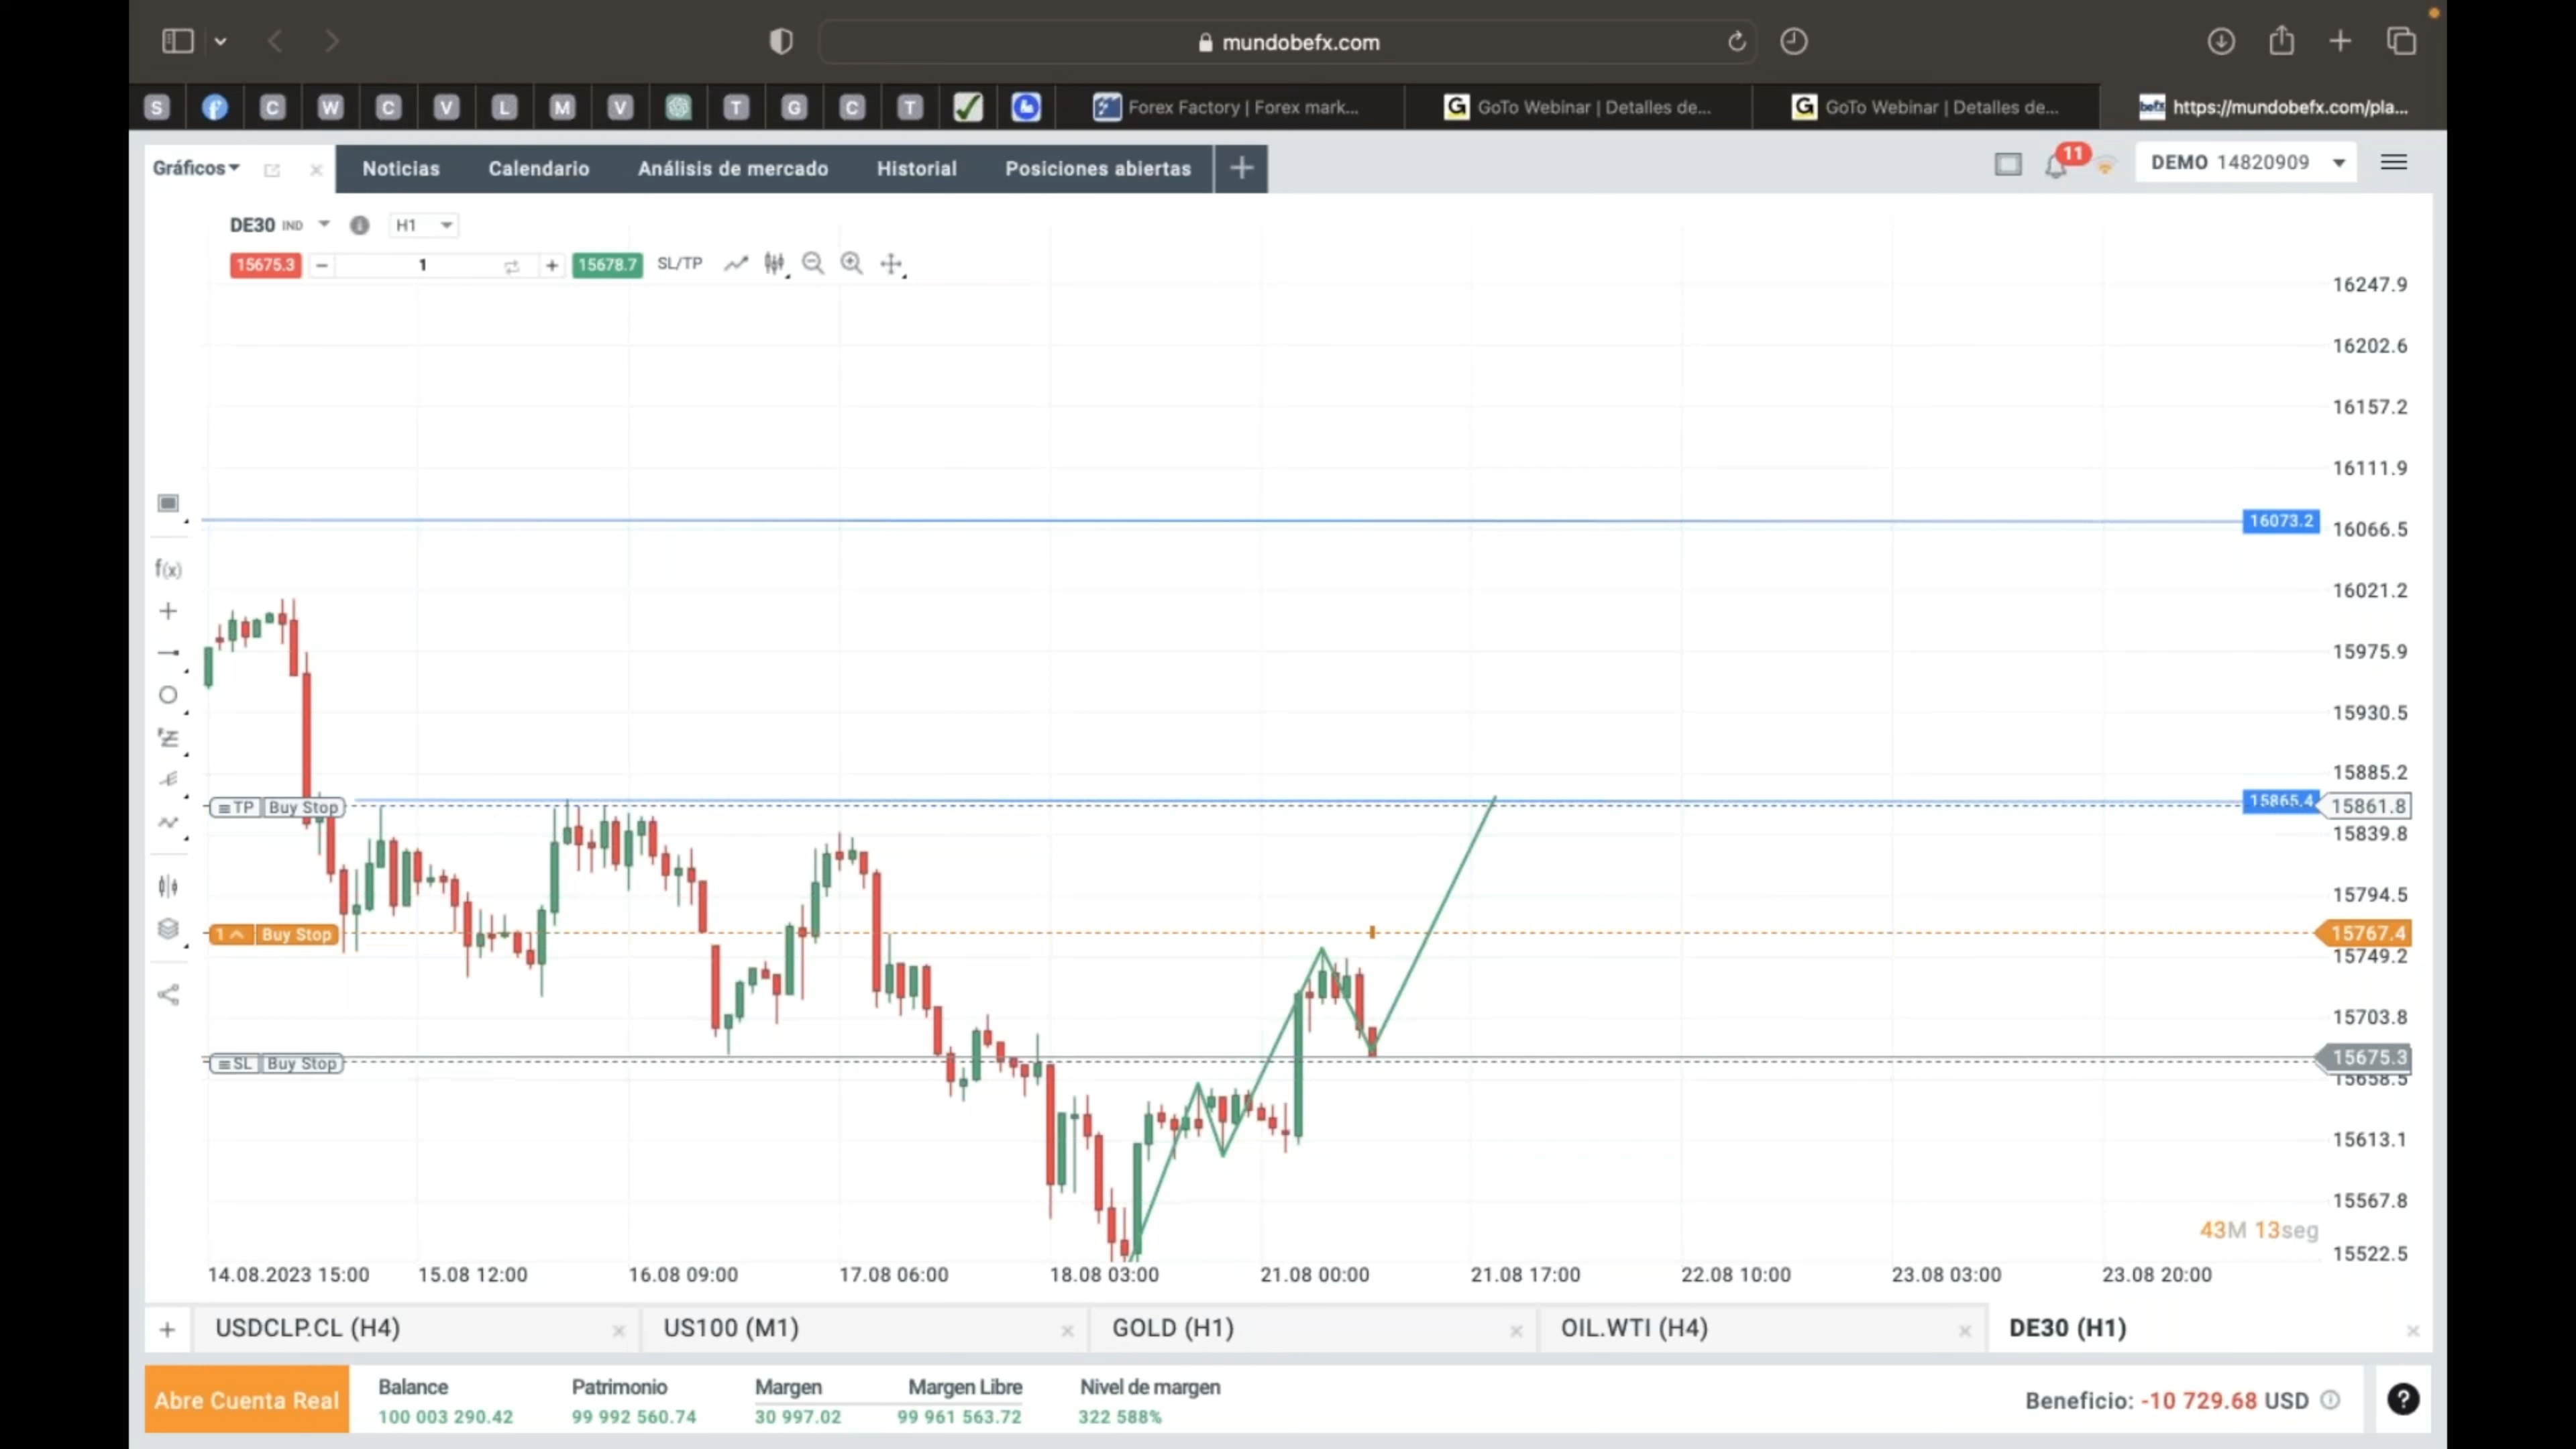 mundobefx.com
S C W C V L M V T G C T Forex Factory | Forex mark... GoTo Webinar | Detalles de... GoTo Webinar | Detalles de... befx https://mundobefx.com/pla...
Gráficos Noticias Calendario Análisis de mercado Historial Posiciones abiertas 11 DEMO 14820909
DE30 IND H1
15675.3 1 15678.7 SL/TP
16247.9
16202.6
16157.2
16111.9
16073.2
16066.5
f(x)
16021.2
15975.9
15930.5
15885.2
TP Buy Stop 15865.4 15861.8
15839.8
15794.5
1 Buy Stop 15767.4
15749.2
15703.8
SL Buy Stop 15675.3
15658.5
15613.1
15567.8
43M 13seg
15522.5
14.08.2023 15:00 15.08 12:00 16.08 09:00 17.08 06:00 18.08 03:00 21.08 00:00 21.08 17:00 22.08 10:00 23.08 03:00 23.08 20:00
USDCLP.CL (H4) US100 (M1) GOLD (H1) OIL.WTI (H4) DE30 (H1)
Abre Cuenta Real
Balance Patrimonio Margen Margen Libre Nivel de margen
100 003 290.42 99 992 560.74 30 997.02 99 961 563.72 322 588%
Beneficio: -10 729.68 USD